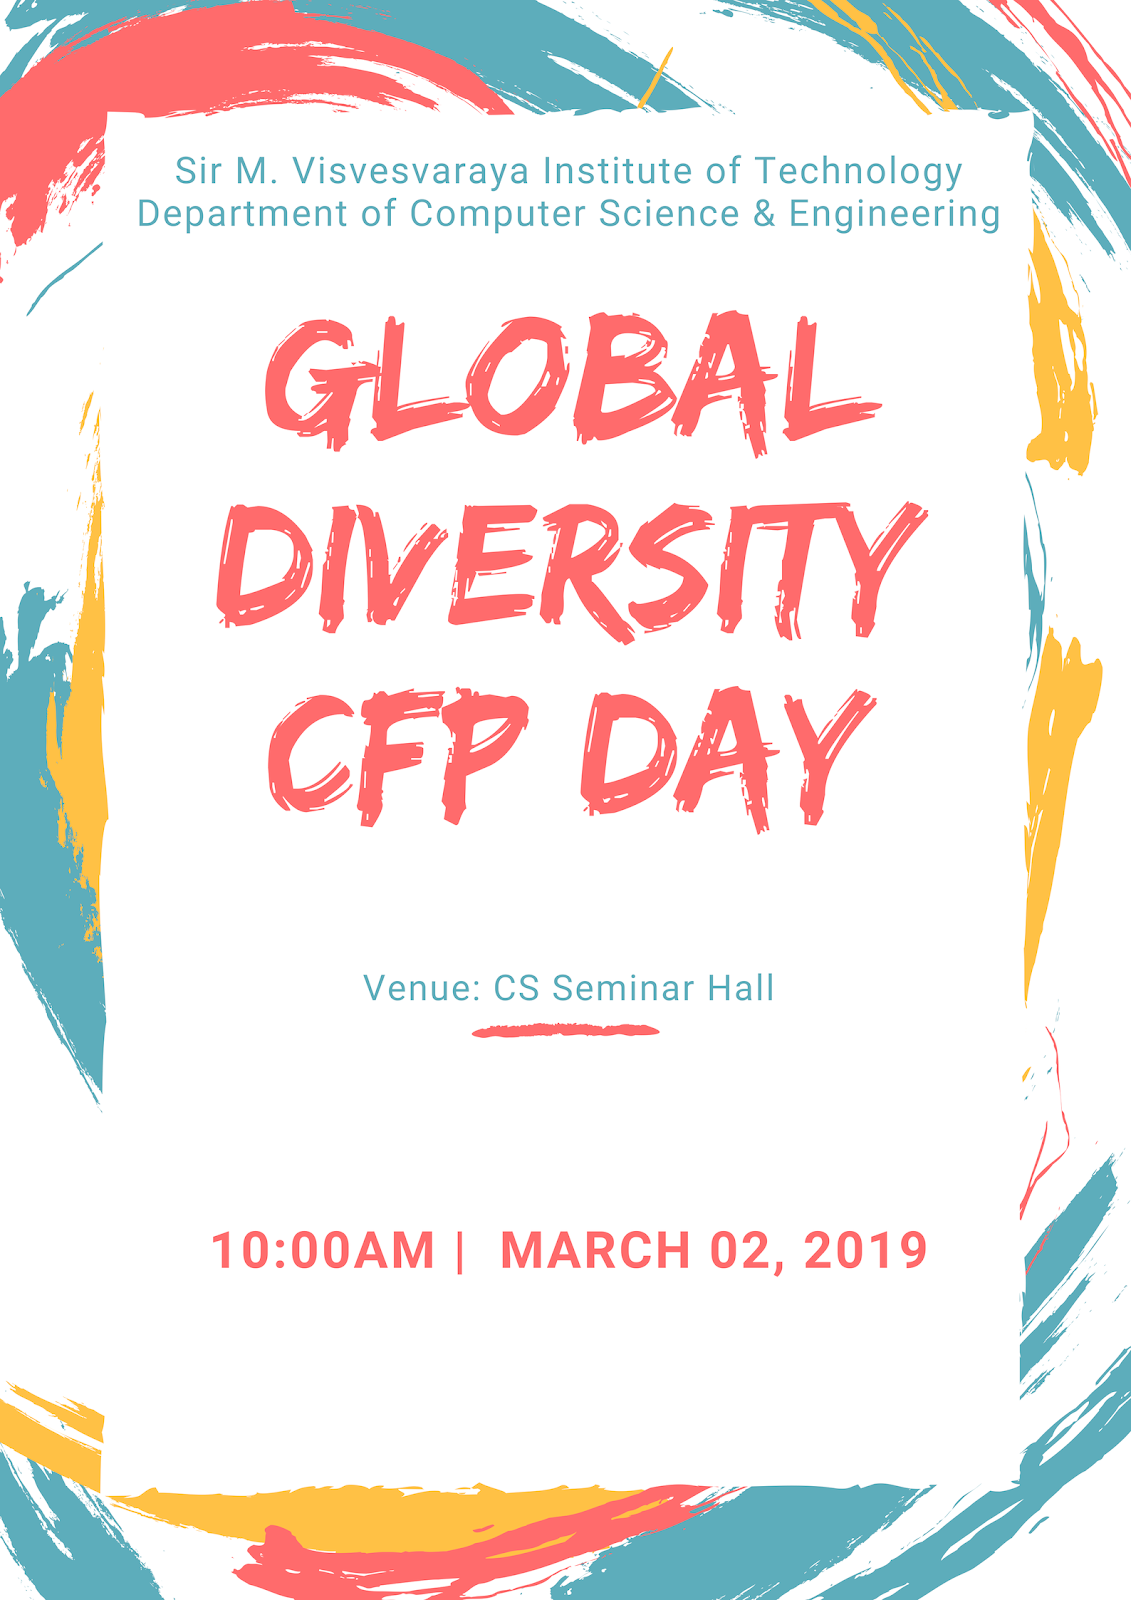 Sir M. Visvesvaraya Institute of Technology
Department of Computer Science & Engineering
GLOBAL
DIVERSITY
CFP DAY
Venue: CS Seminar Hall
10:00AM | MARCH 02, 2019